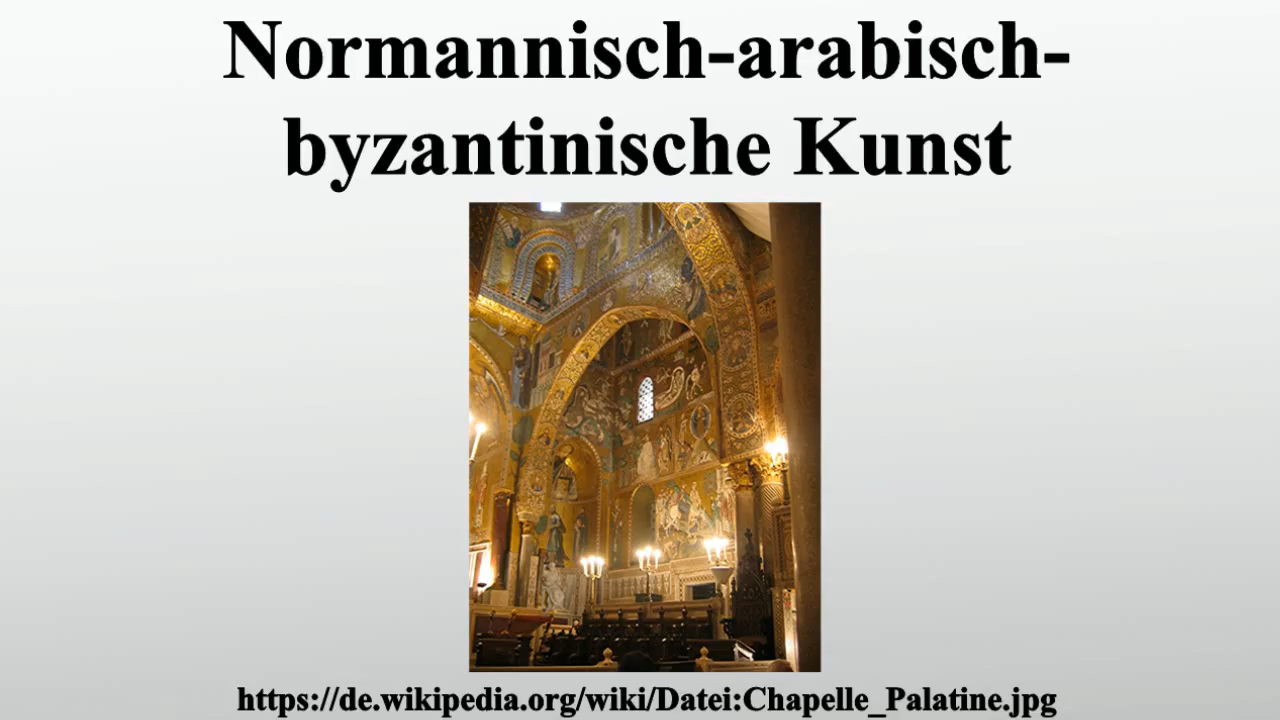 Normannisch-arabisch-
byzantinische Kunst
https://de.wikipedia.org/wiki/Datei:Chapelle_Palatine.jpg